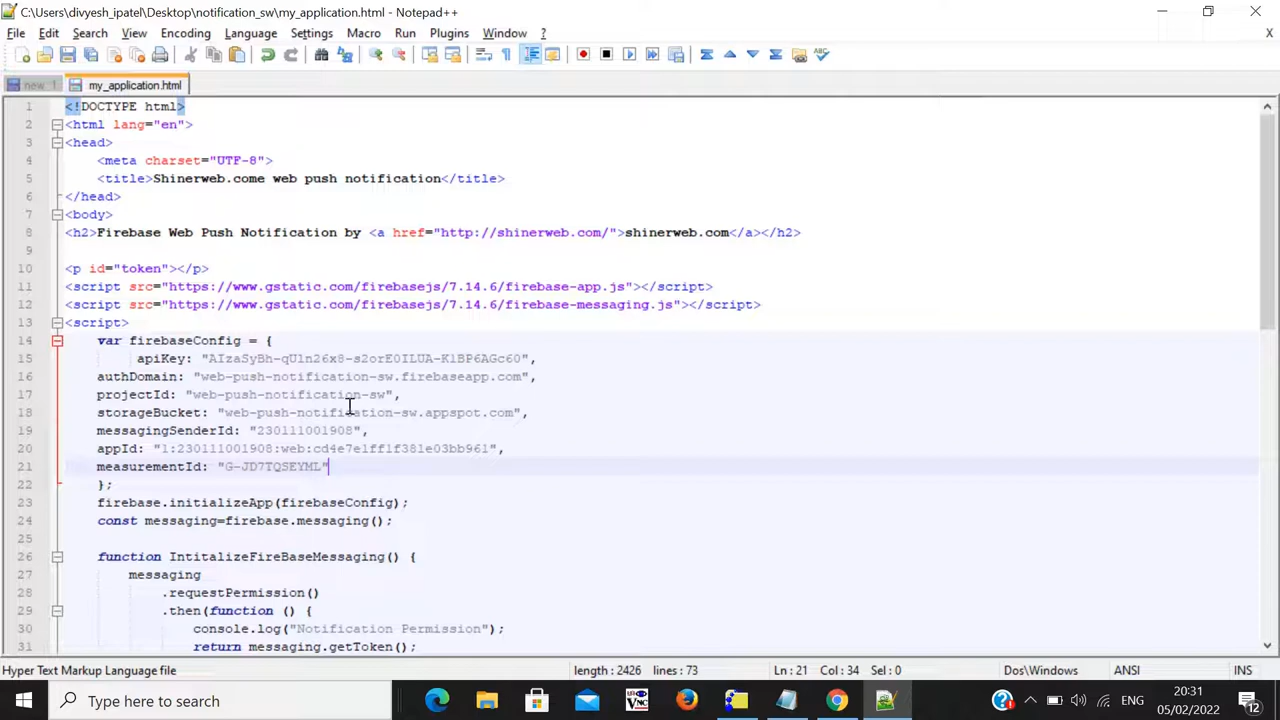 C:\Users\divyesh_ipatel\Desktop\notification_sw\my_application.html - Notepad++
File Edit Search View Encoding Language Settings Macro Run Plugins Window ? X
new 1 my_application.html
1 <!DOCTYPE html>
2 <html lang="en">
3 <head>
4 <meta charset="UTF-8">
5 <title>Shinerweb.come web push notification</title>
6 </head>
7 <body>
8 <h2>Firebase Web Push Notification by <a href="http://shinerweb.com/">shinerweb.com</a></h2>
9
10 <p id="token"></p>
11 <script src="https://www.gstatic.com/firebasejs/7.14.6/firebase-app.js"></script>
12 <script src="https://www.gstatic.com/firebasejs/7.14.6/firebase-messaging.js"></script>
13 <script>
14 var firebaseConfig = {
15 apiKey: "AIzaSyBh-qUln26x8-s2orE0ILUA-K1BP6AGc60",
16 authDomain: "web-push-notification-sw.firebaseapp.com",
17 projectId: "web-push-notification-sw",
18 storageBucket: "web-push-notification-sw.appspot.com",
19 messagingSenderId: "230111001908",
20 appId: "1:230111001908:web:cd4e7e1ff1f381e03bb961",
21 measurementId: "G-JD7TQSEYML"
22 };
23 firebase.initializeApp(firebaseConfig);
24 const messaging=firebase.messaging();
25
26 function IntitalizeFireBaseMessaging() {
27 messaging
28 .requestPermission()
29 .then(function () {
30 console.log("Notification Permission");
31 return messaging.getToken();
Hyper Text Markup Language file length : 2426 lines : 73 Ln : 21 Col : 34 Sel : 0 Dos\Windows ANSI INS
Type here to search ENG 20:31
05/02/2022 12